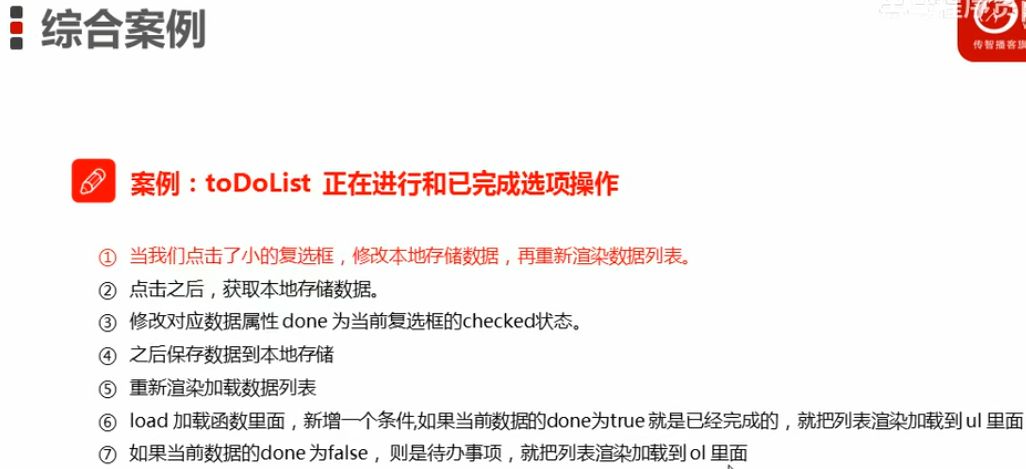 综合案例
传智播客旗
案例：toDoList 正在进行和已完成选项操作
① 当我们点击了小的复选框，修改本地存储数据，再重新渲染数据列表。
② 点击之后，获取本地存储数据。
③ 修改对应数据属性 done 为当前复选框的checked状态。
④ 之后保存数据到本地存储
⑤ 重新渲染加载数据列表
⑥ load 加载函数里面，新增一个条件,如果当前数据的done为true 就是已经完成的，就把列表渲染加载到 ul 里面
⑦ 如果当前数据的done 为false， 则是待办事项，就把列表渲染加载到 ol 里面